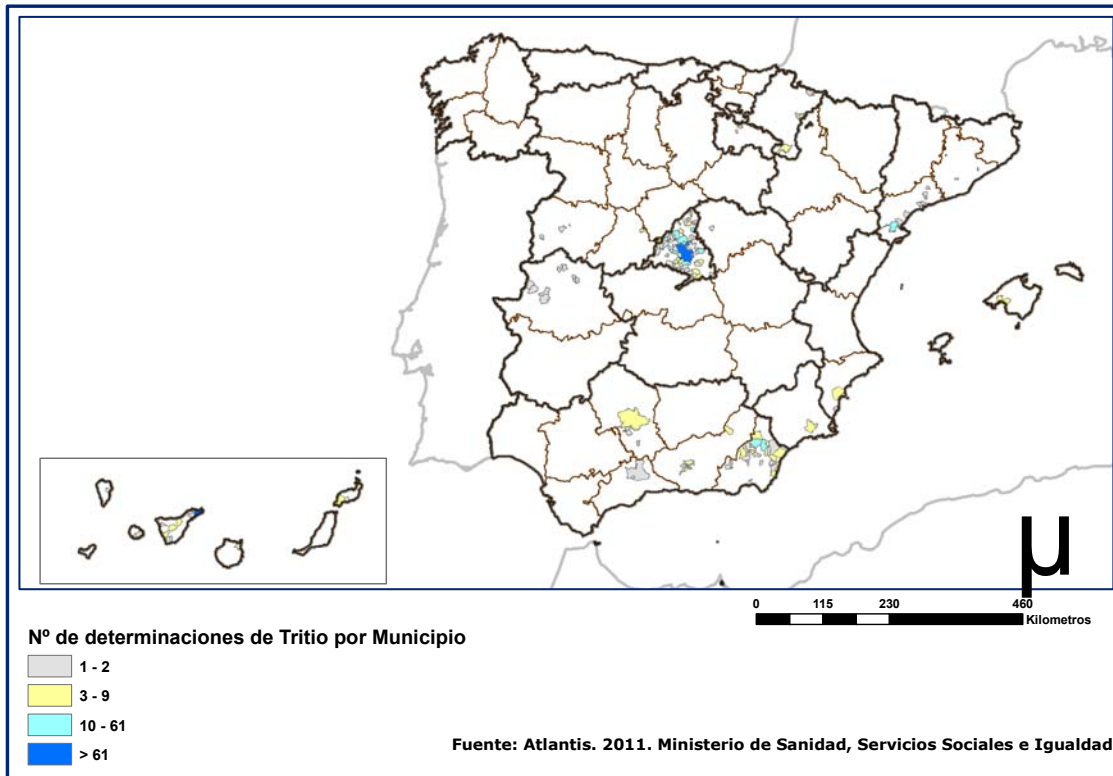 µ
0 115 230 460
Kilometros
Nº de determinaciones de Tritio por Municipio
1 - 2
3 - 9
10 - 61
> 61
Fuente: Atlantis. 2011. Ministerio de Sanidad, Servicios Sociales e Igualdad